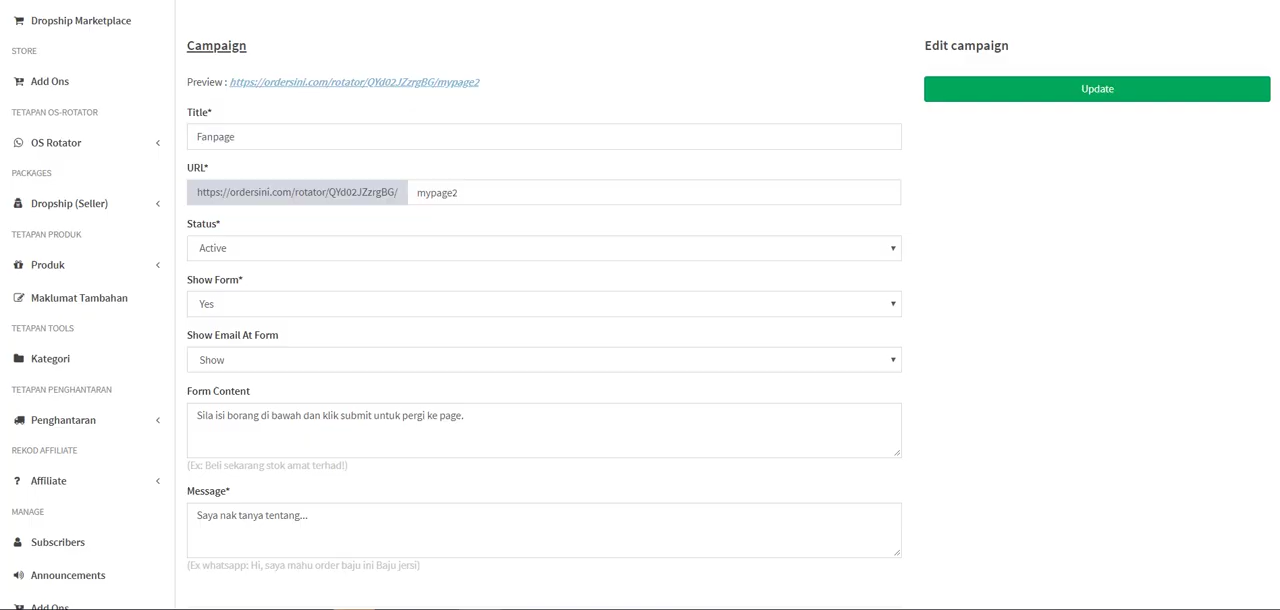 Dropship Marketplace
STORE
Add Ons
TETAPAN OS-ROTATOR
OS Rotator
PACKAGES
Dropship (Seller)
TETAPAN PRODUK
Produk
Maklumat Tambahan
TETAPAN TOOLS
Kategori
TETAPAN PENGHANTARAN
Penghantaran
REKOD AFFILIATE
Affiliate
MANAGE
Subscribers
Announcements
Add Ons
Campaign
Preview : https://ordersini.com/rotator/QYd02JZzrgBG/mypage2
Title*
Fanpage
URL*
https://ordersini.com/rotator/QYd02JZzrgBG/ mypage2
Status*
Active
Show Form*
Yes
Show Email At Form
Show
Form Content
Sila isi borang di bawah dan klik submit untuk pergi ke page.
(Ex: Beli sekarang stok amat terhad!)
Message*
Saya nak tanya tentang...
(Ex whatsapp: Hi, saya mahu order baju ini Baju jersi)
Edit campaign
Update